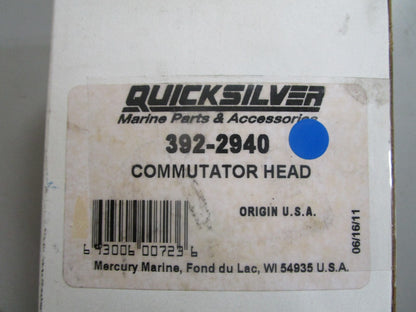 QUICKSILVER
Marine Parts & Accessories
392-2940
COMMUTATOR HEAD
ORIGIN U.S.A.
06/16/11
6 43006 00723 6
Mercury Marine, Fond du Lac, WI 54935 U.S.A.